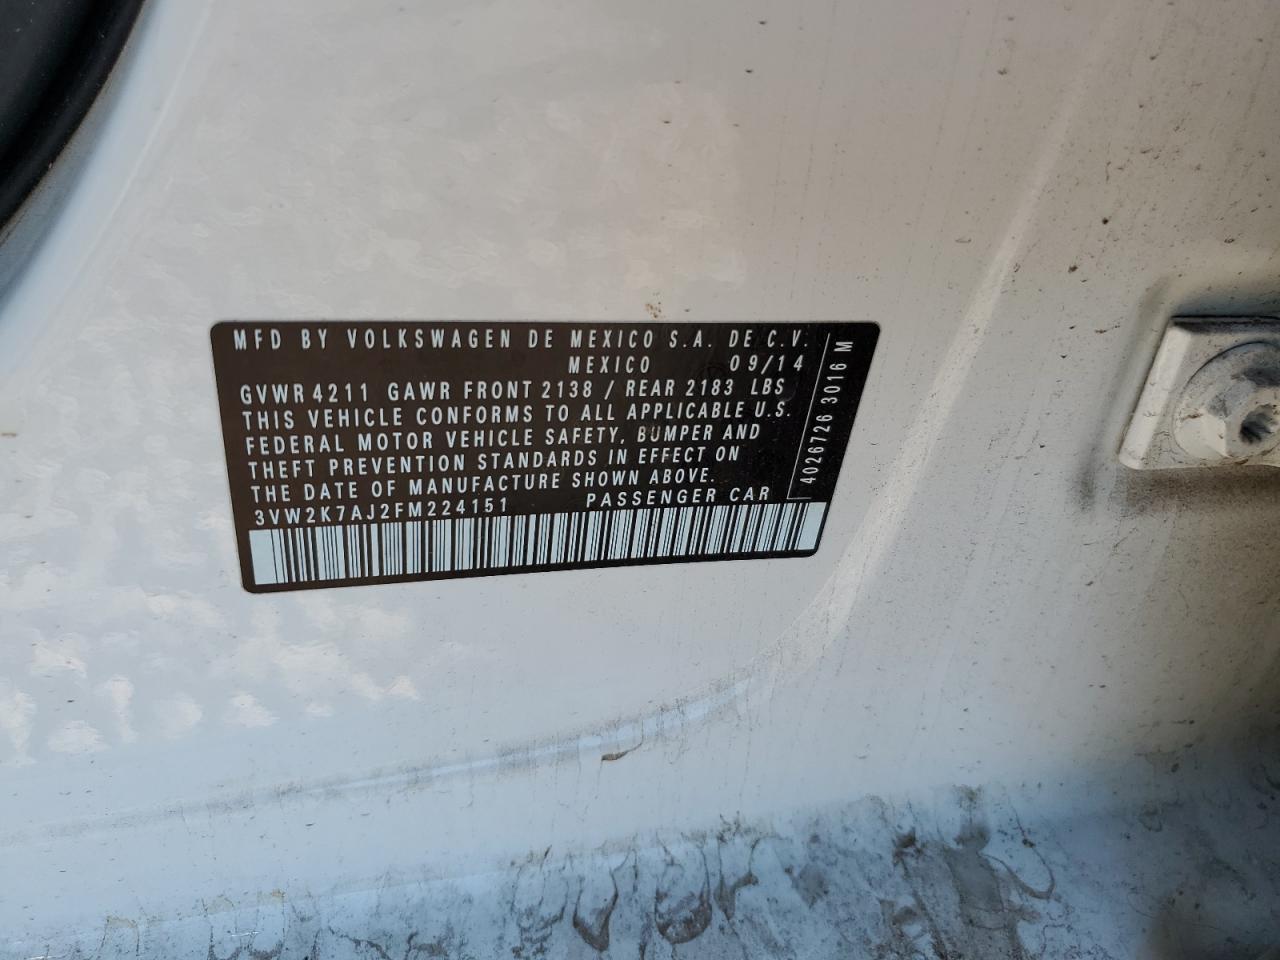 MFD BY VOLKSWAGEN DE MEXICO S.A. DE C.V.
MEXICO 09/14
GVWR 4211 GAWR FRONT 2138 / REAR 2183 LBS
THIS VEHICLE CONFORMS TO ALL APPLICABLE U.S.
FEDERAL MOTOR VEHICLE SAFETY, BUMPER AND
THEFT PREVENTION STANDARDS IN EFFECT ON
THE DATE OF MANUFACTURE SHOWN ABOVE.
3VW2K7AJ2FM224151 PASSENGER CAR
4026726 3016 M